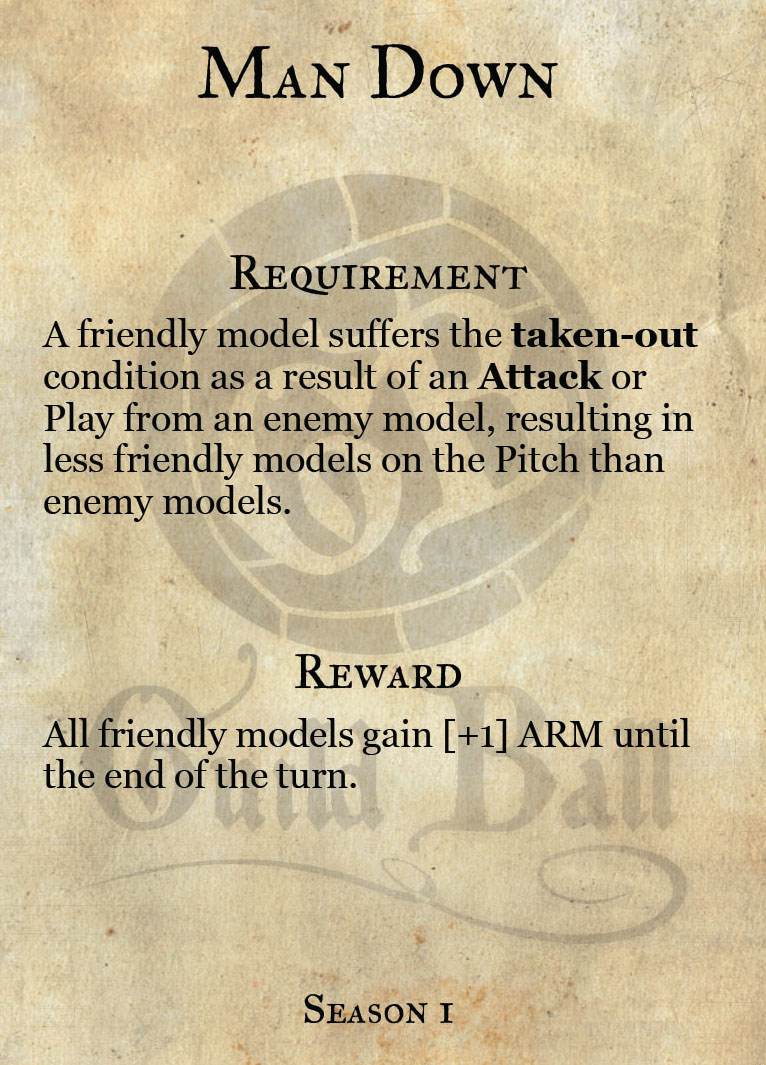 Man Down
Requirement
A friendly model suffers the taken-out
condition as a result of an Attack or
Play from an enemy model, resulting in
less friendly models on the Pitch than
enemy models.
Reward
All friendly models gain [+1] ARM until
the end of the turn.
Guild Ball
Season 1